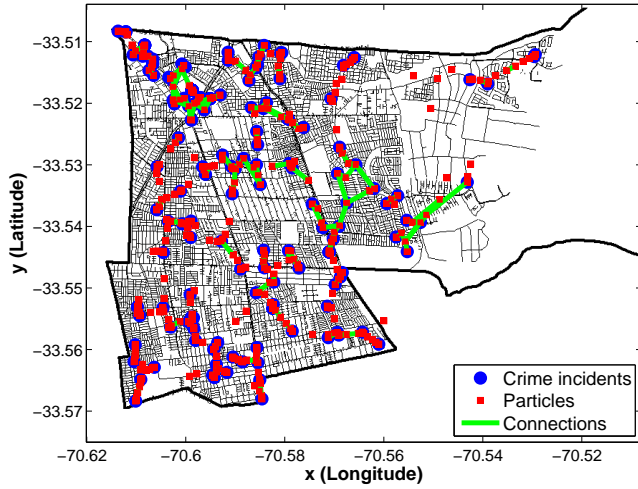 −33.51
−33.52
−33.53
−33.54
−33.55
−33.56
−33.57
y (Latitude)
Crime incidents
Particles
Connections
−70.62 −70.6 −70.58 −70.56 −70.54 −70.52
x (Longitude)